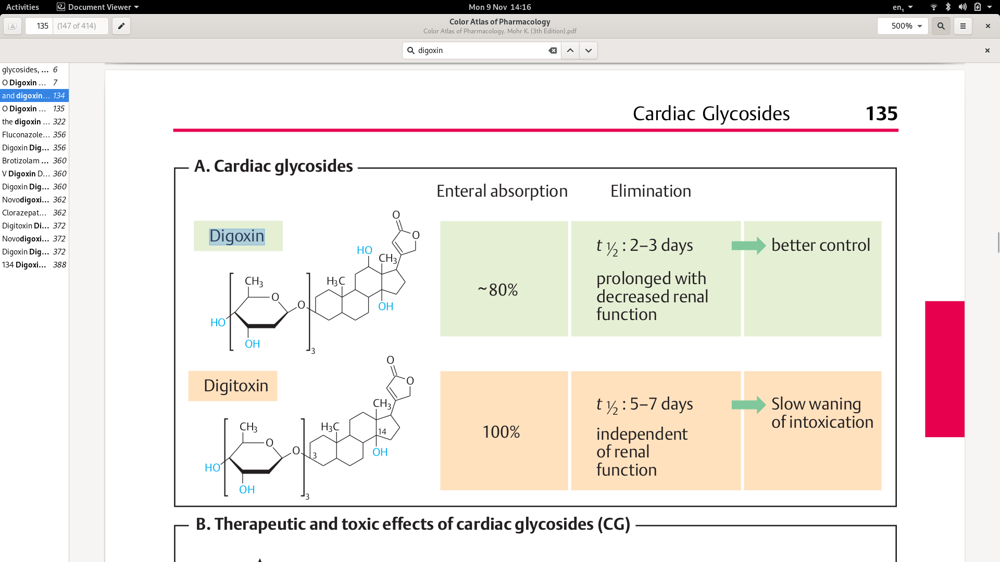 Activities
Document Viewer
Mon 9 Nov 14:16
en1
135
(147 of 414)
Color Atlas of Pharmacology
Color Atlas of Pharmacology. Mohr K. (3th Edition).pdf
500%
digoxin
glycosides, ... 6
O Digoxin ... 7
and digoxin... 134
O Digoxin ... 135
the digoxin ... 322
Fluconazole... 356
Digoxin Dig... 356
Brotizolam ... 360
V Digoxin D... 360
Digoxin Dig... 360
Novodigoxi... 362
Clorazepat... 362
Digitoxin Di... 372
Novodigoxi... 372
Digoxin Dig... 372
134 Digoxi... 388
Cardiac Glycosides 135
A. Cardiac glycosides
Enteral absorption Elimination
Digoxin
O
O
HO
CH3
H3C
OH
CH3
O
O
HO
OH
3
~80%
t ½ : 2–3 days
prolonged with
decreased renal
function
better control
Digitoxin
O
O
CH3
H3C
14
OH
CH3
O
O
3
HO
OH
3
100%
t ½ : 5–7 days
independent
of renal
function
Slow waning
of intoxication
B. Therapeutic and toxic effects of cardiac glycosides (CG)